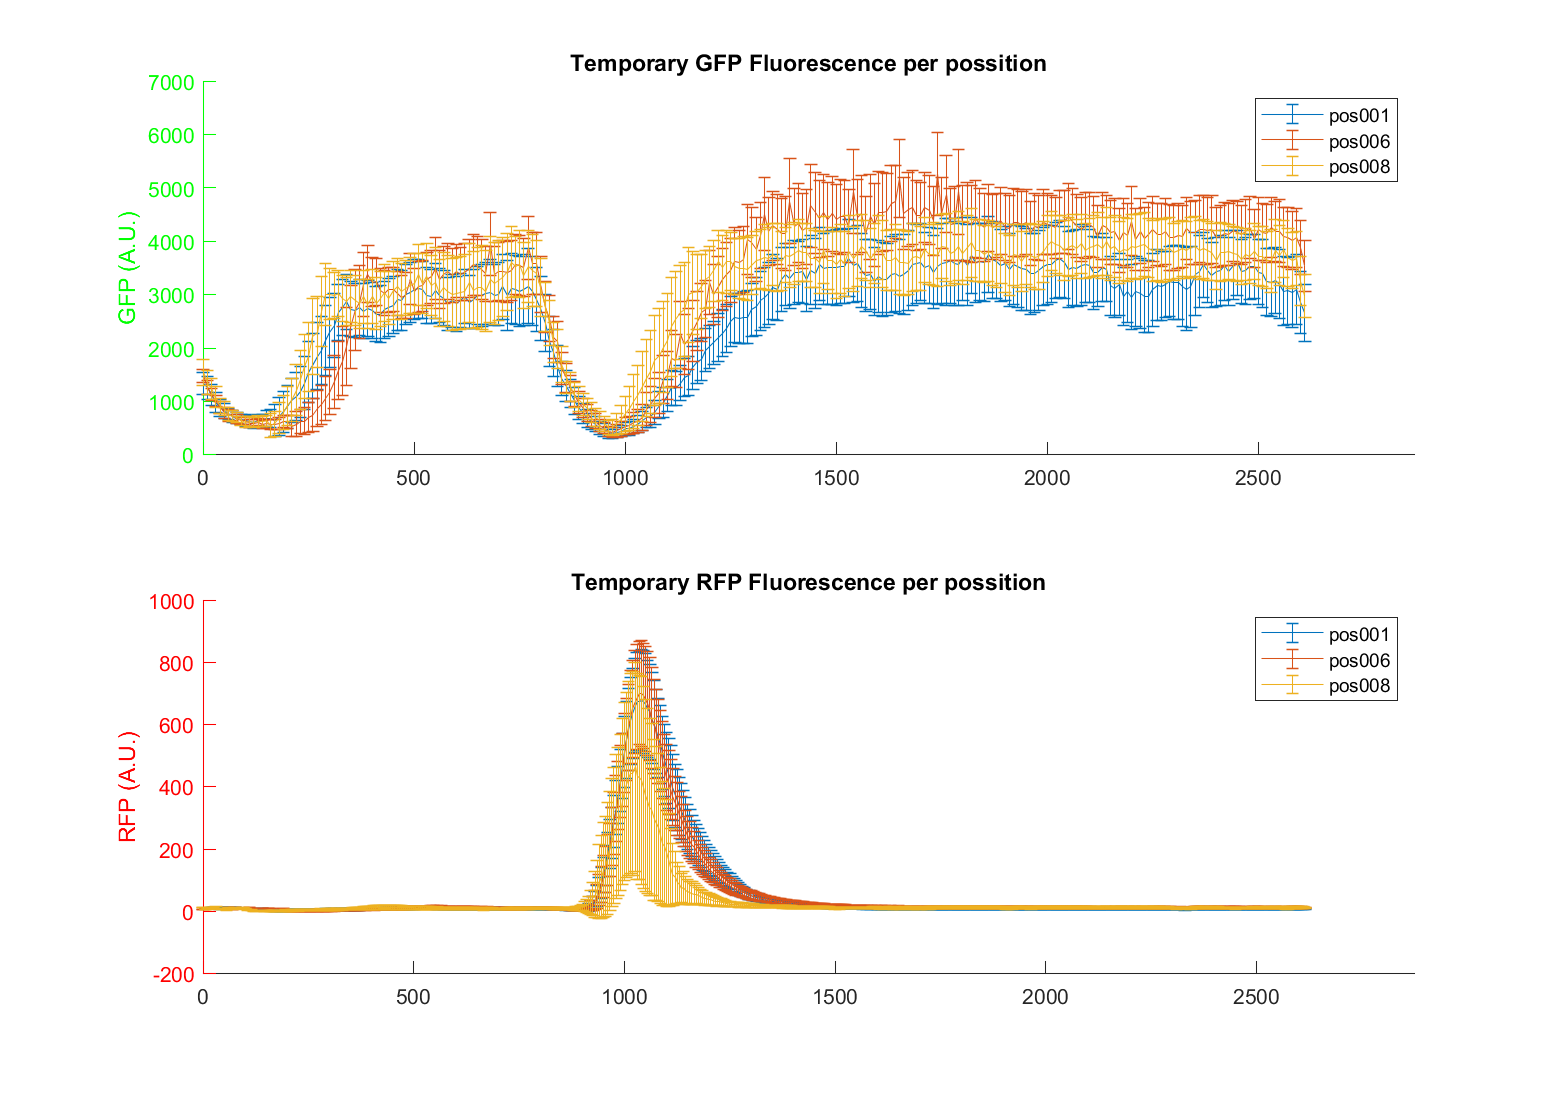 Temporary GFP Fluorescence per possition
7000
6000
5000
4000
3000
2000
1000
0
GFP (A.U.)
0 500 1000 1500 2000 2500
pos001
pos006
pos008
Temporary RFP Fluorescence per possition
1000
800
600
400
200
0
-200
RFP (A.U.)
0 500 1000 1500 2000 2500
pos001
pos006
pos008